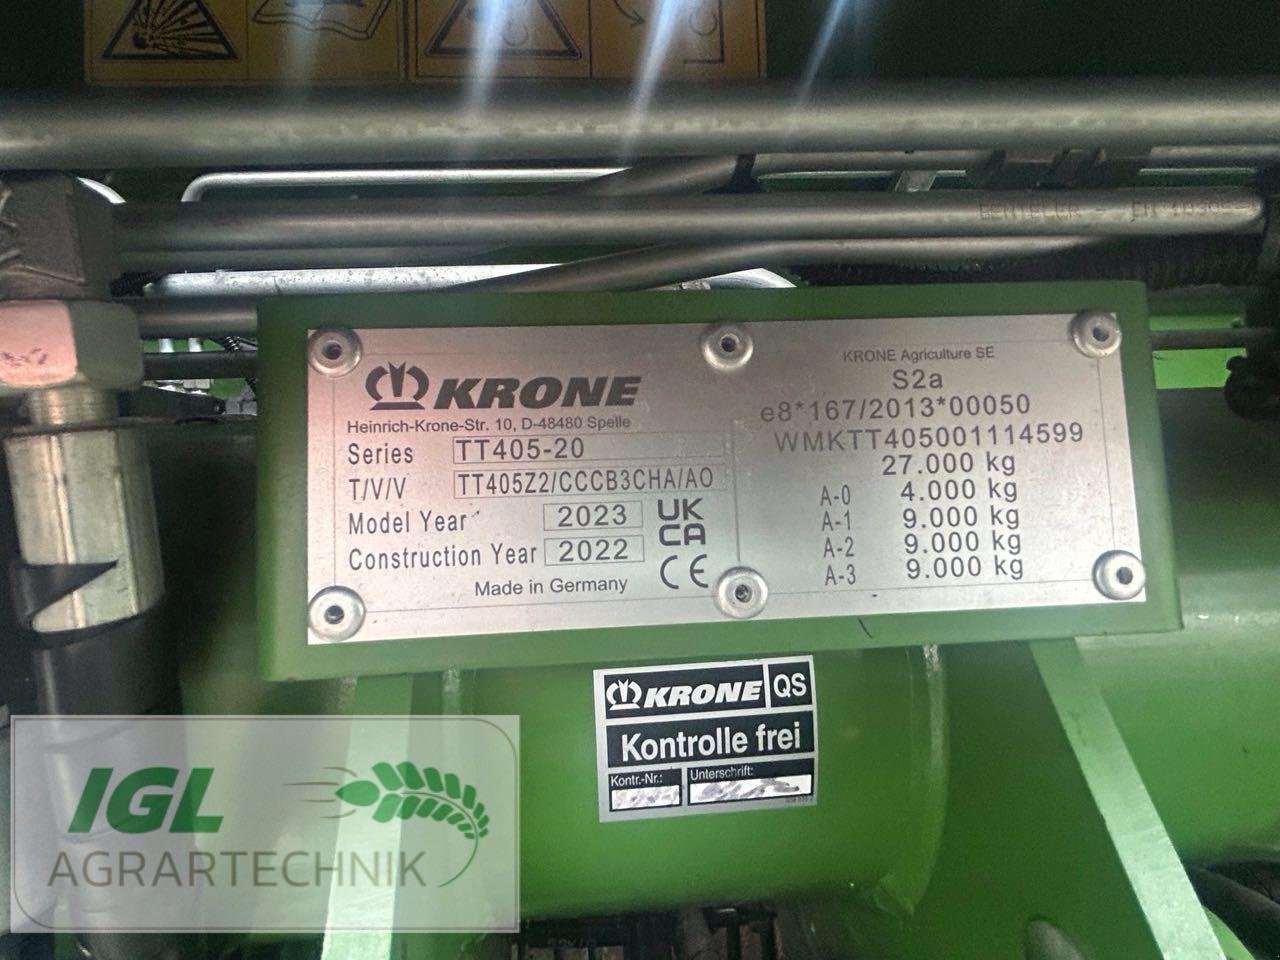 KRONE
Heinrich-Krone-Str. 10, D-48480 Spelle
Series TT405-20
T/V/V TT405Z2/CCCB3CHA/AO
Model Year 2023
Construction Year 2022
UK
CA
CE
Made in Germany
KRONE Agriculture SE
S2a
e8*167/2013*00050
WMKTT405001114599
27.000 kg
A-0 4.000 kg
A-1 9.000 kg
A-2 9.000 kg
A-3 9.000 kg
KRONE QS
Kontrolle frei
Kontr.-Nr.: Unterschrift:
IGL
AGRARTECHNIK